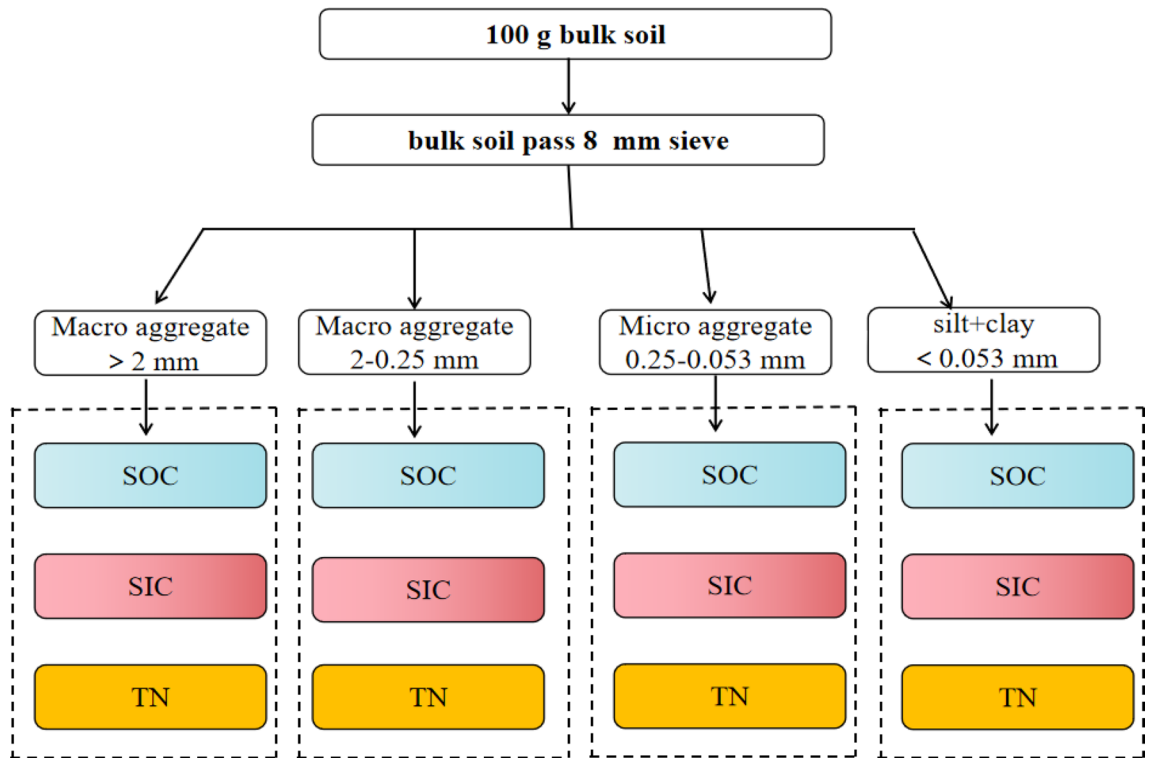 100 g bulk soil
bulk soil pass 8 mm sieve
Macro aggregate
> 2 mm
Macro aggregate
2-0.25 mm
Micro aggregate
0.25-0.053 mm
silt+clay
< 0.053 mm
SOC
SOC
SOC
SOC
SIC
SIC
SIC
SIC
TN
TN
TN
TN